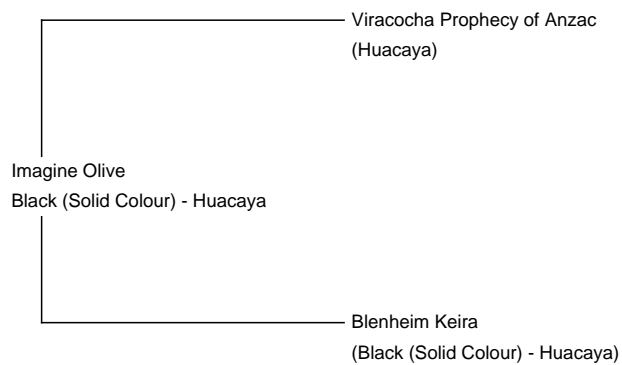 Viracocha Prophecy of Anzac
(Huacaya)
Imagine Olive
Black (Solid Colour) - Huacaya
Blenheim Keira
(Black (Solid Colour) - Huacaya)